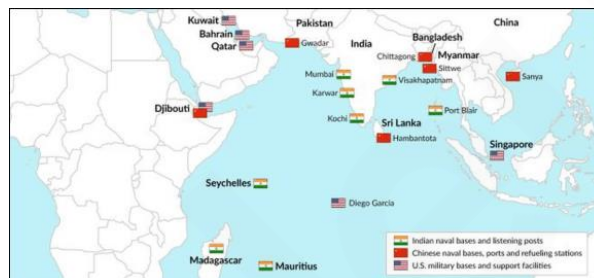 Kuwait
Pakistan
China
Bahrain
Gwadar
Bangladesh
Qatar
India
Chittagong
Myanmar
Sittwe
Mumbai
Visakhapatnam
Sanya
Karwar
Djibouti
Port Blair
Kochi
Sri Lanka
Hambantota
Singapore
Seychelles
Diego Garcia
Madagascar
Mauritius
Indian naval bases and listening posts
Chinese naval bases, ports and refueling stations
U.S. military bases and support facilities